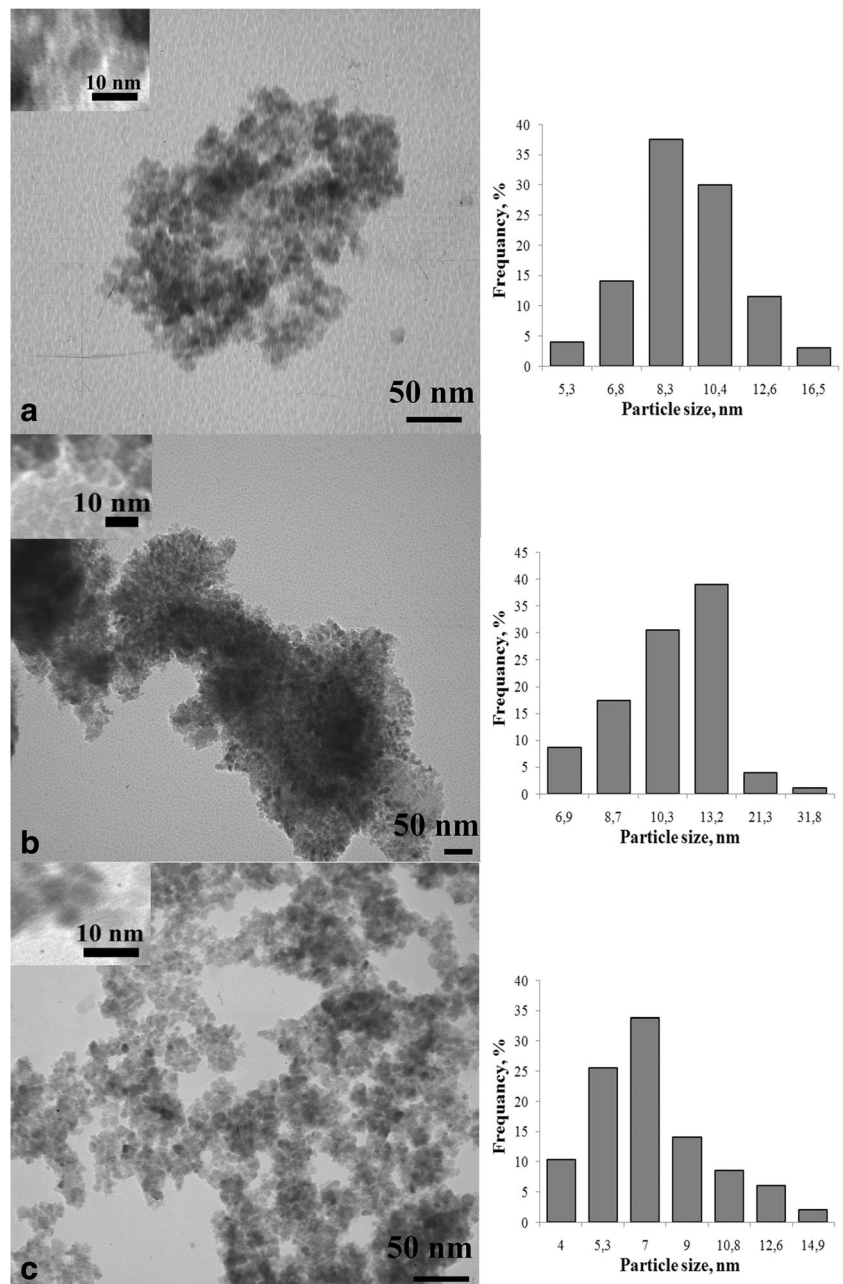 10 nm
50 nm
a
Frequancy, %
40
35
30
25
20
15
10
5
0
5,3 6,8 8,3 10,4 12,6 16,5
Particle size, nm
10 nm
50 nm
b
Frequancy, %
45
40
35
30
25
20
15
10
5
0
6,9 8,7 10,3 13,2 21,3 31,8
Particle size, nm
10 nm
50 nm
c
Frequancy, %
40
35
30
25
20
15
10
5
0
4 5,3 7 9 10,8 12,6 14,9
Particle size, nm